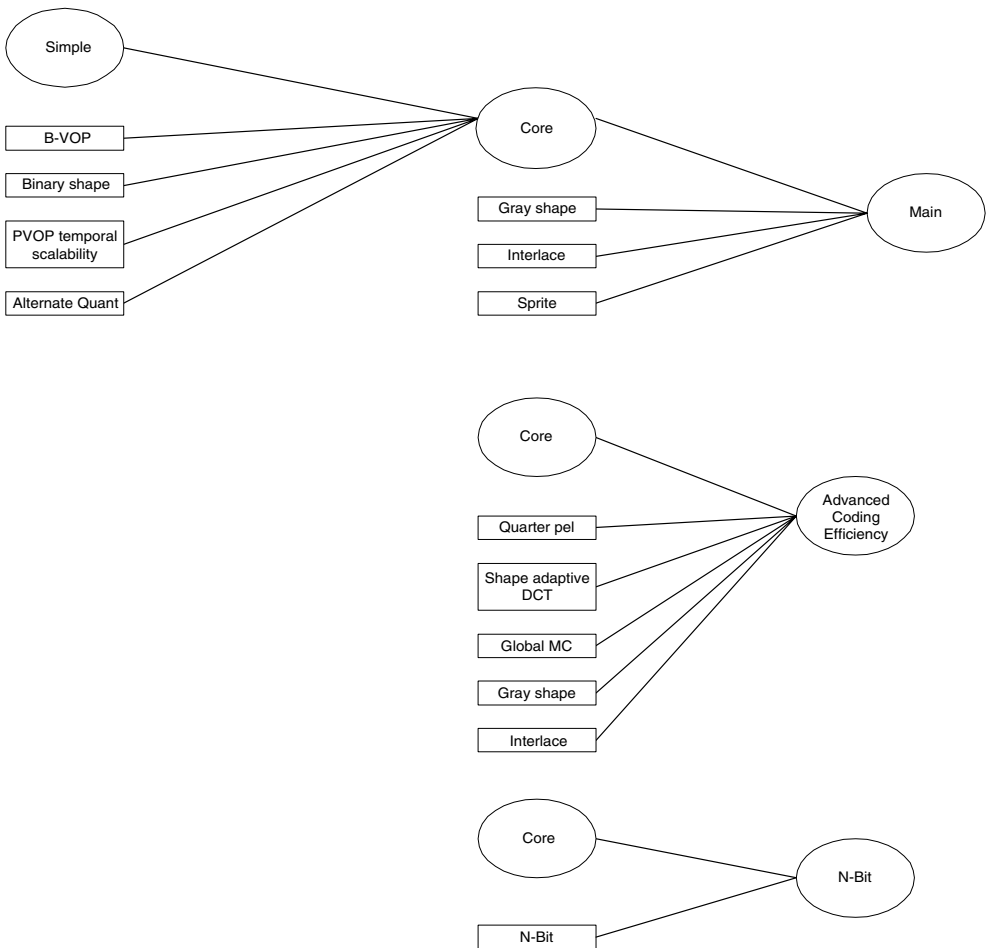 Simple
B-VOP
Binary shape
PVOP temporal
scalability
Alternate Quant
Core
Gray shape
Interlace
Sprite
Main
Core
Quarter pel
Shape adaptive
DCT
Global MC
Gray shape
Interlace
Advanced
Coding
Efficiency
Core
N-Bit
N-Bit